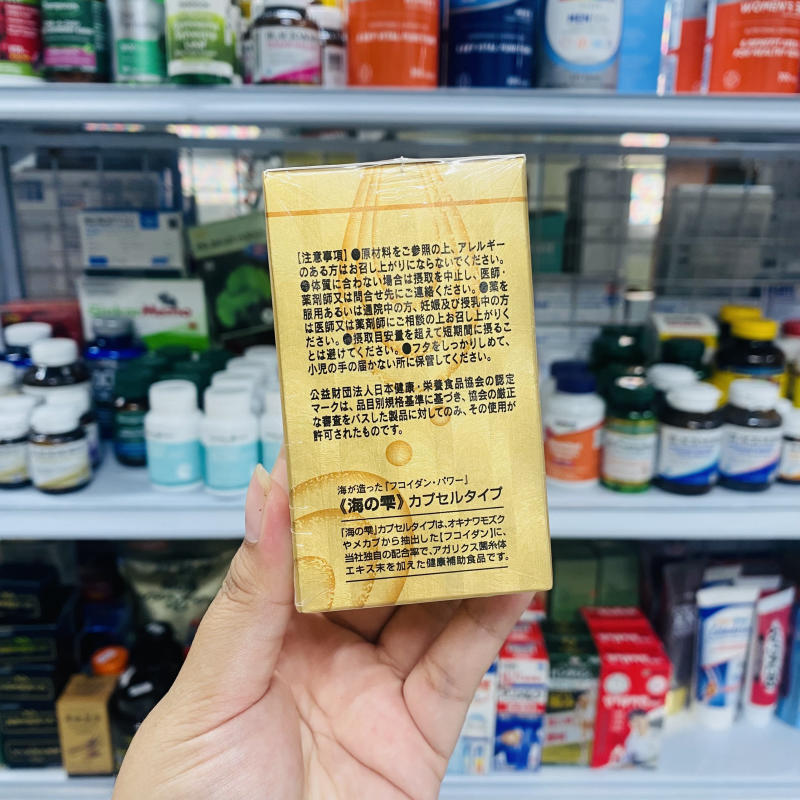 【注意事項】●原材料をご参照の上、アレルギー
のある方はお召し上がりにならないでください。
●体質に合わない場合は摂取を中止し、医師・
薬剤師又は問合せ先にご連絡ください。●薬を
服用あるいは通院中の方、妊娠及び授乳中の方
は医師又は薬剤師にご相談の上お召し上がりくだ
さい。●摂取目安量を超えて短期間に摂るこ
とは避けてください。●フタをしっかりしめて、
小児の手の届かない所に保管してください。
公益財団法人日本健康・栄養食品協会の認定
マークは、品目別規格基準に基づき、協会の厳正
な審査をパスした製品に対してのみ、その使用が
許可されたものです。
海が造った「フコイダン・パワー」
《海の雫》カプセルタイプ
「海の雫」カプセルタイプは、オキナワモズク
やメカブから抽出した【フコイダン】に、
当社独自の配合率で、アガリクス菌糸体
エキス末を加えた健康補助食品です。